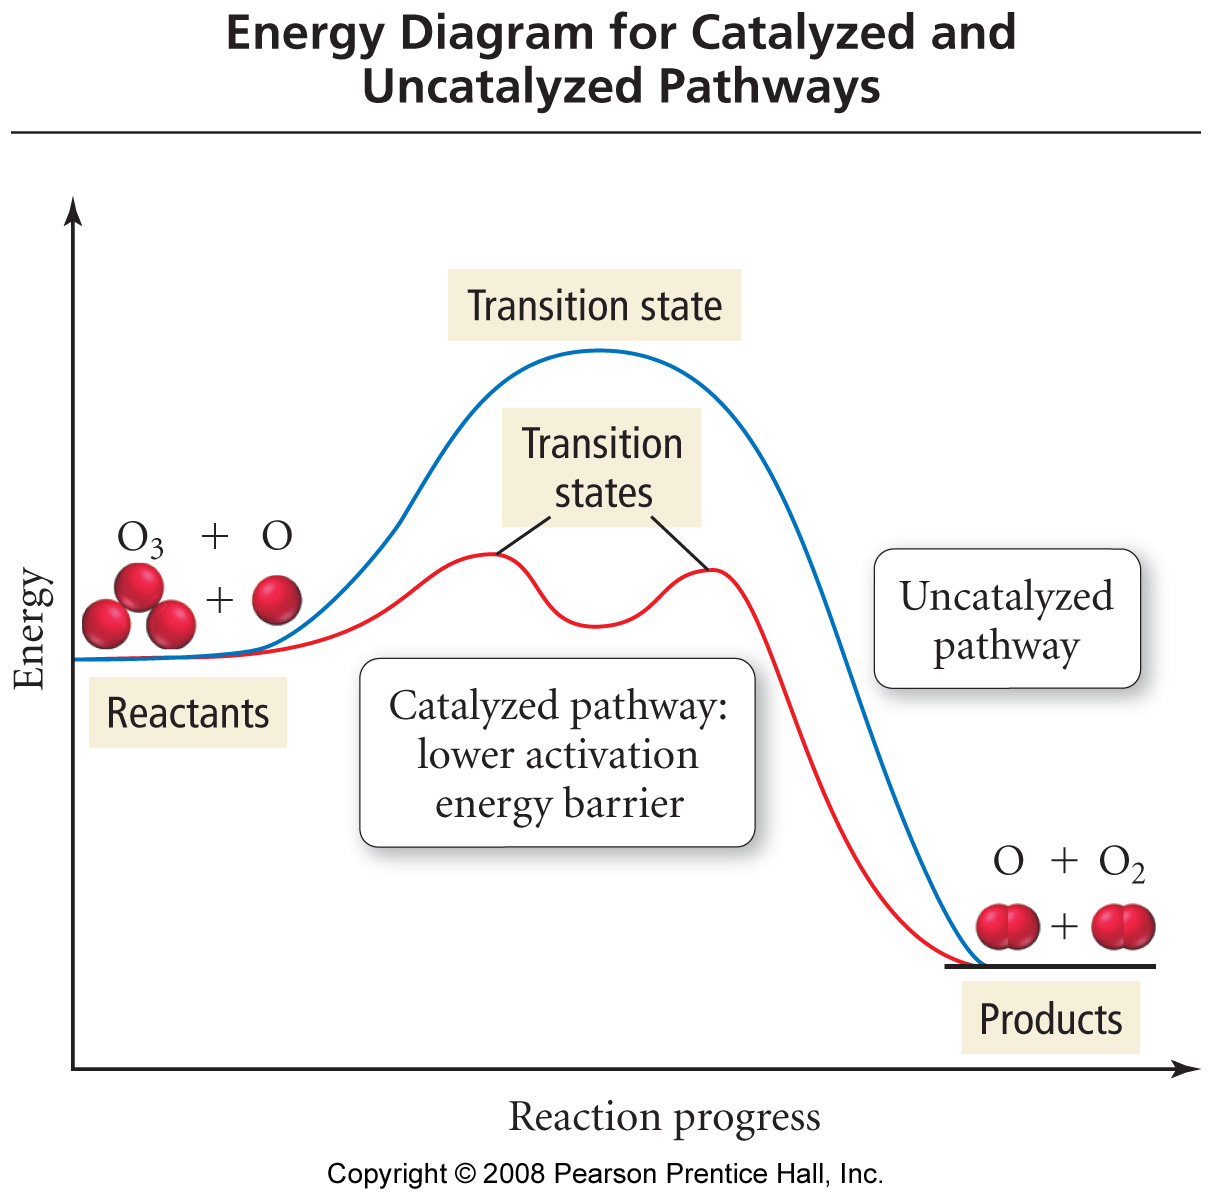 Energy Diagram for Catalyzed and
Uncatalyzed Pathways
Transition state
Transition
states
O₃ + O
+
Energy
Reactants
Uncatalyzed
pathway
Catalyzed pathway:
lower activation
energy barrier
O + O₂
+
Products
Reaction progress
Copyright © 2008 Pearson Prentice Hall, Inc.